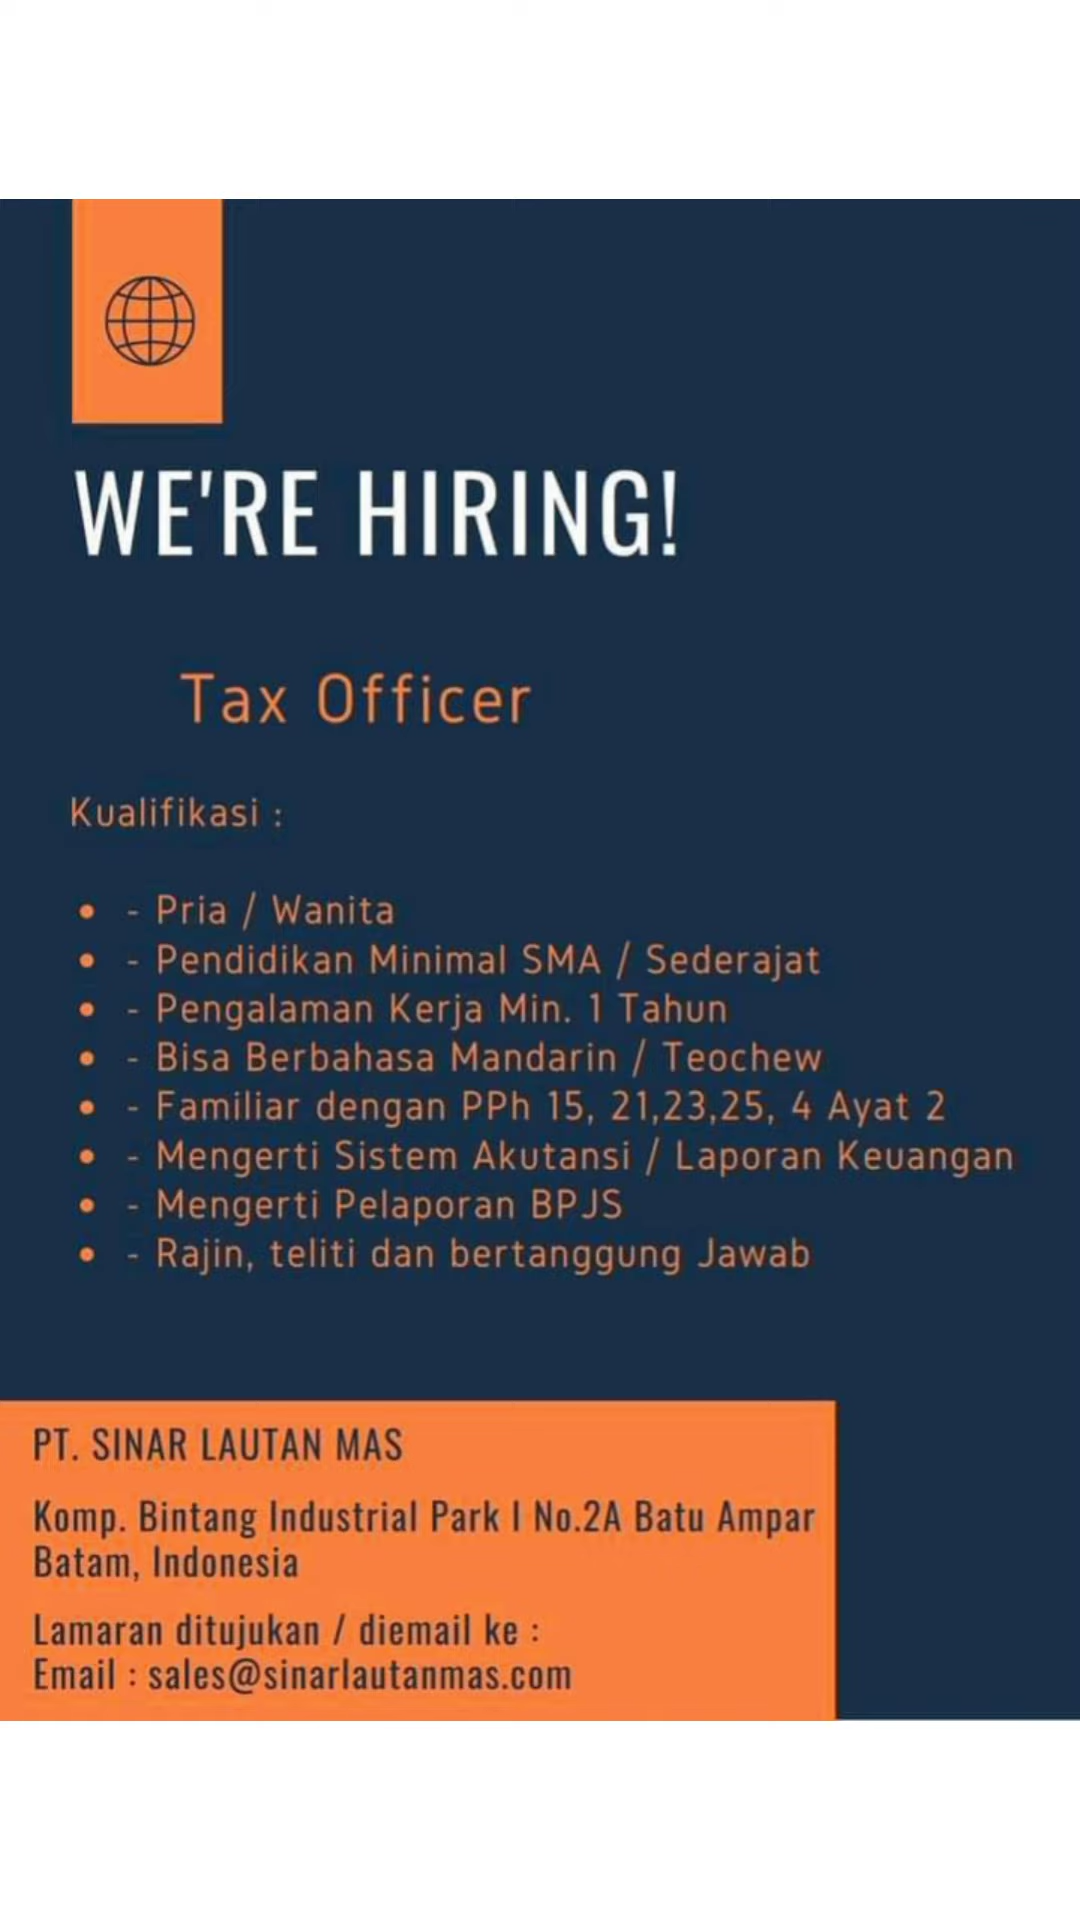 WE'RE HIRING!
Tax Officer
Kualifikasi :
• - Pria / Wanita
• - Pendidikan Minimal SMA / Sederajat
• - Pengalaman Kerja Min. 1 Tahun
• - Bisa Berbahasa Mandarin / Teochew
• - Familiar dengan PPh 15, 21,23,25, 4 Ayat 2
• - Mengerti Sistem Akutansi / Laporan Keuangan
• - Mengerti Pelaporan BPJS
• - Rajin, teliti dan bertanggung Jawab
PT. SINAR LAUTAN MAS
Komp. Bintang Industrial Park I No.2A Batu Ampar
Batam, Indonesia
Lamaran ditujukan / diemail ke :
Email : sales@sinarlautanmas.com